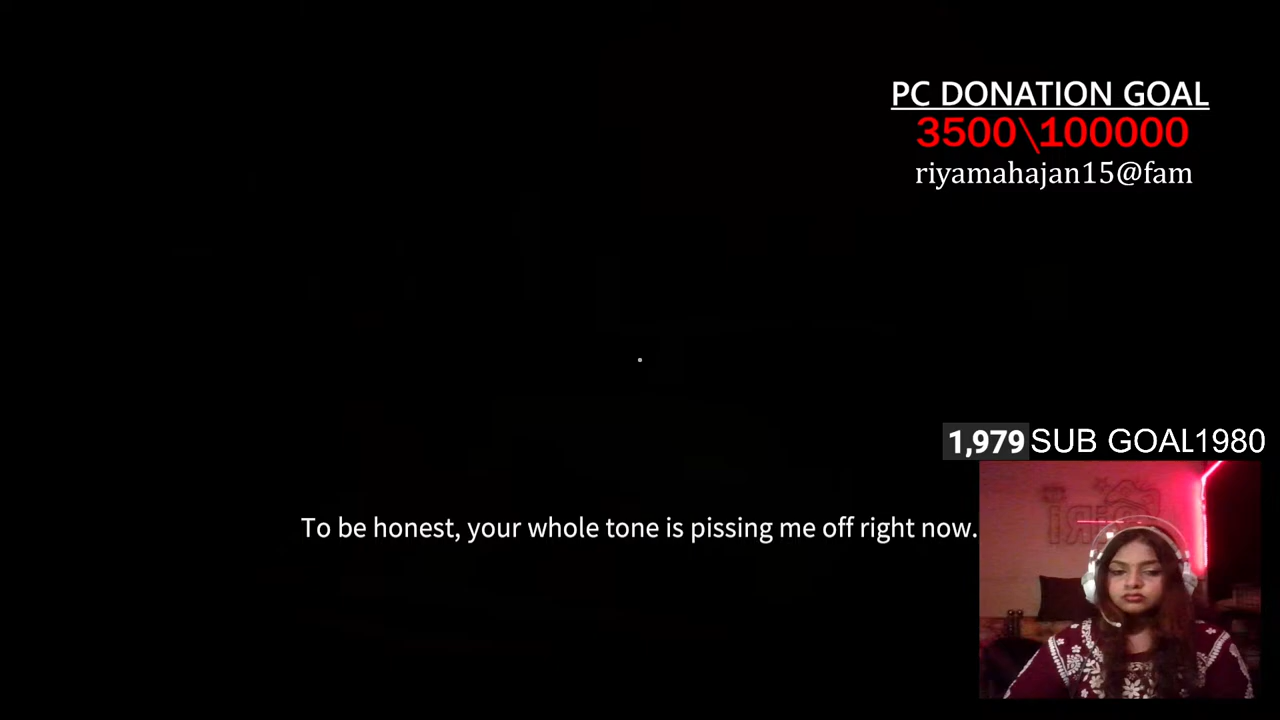 PC DONATION GOAL
3500\100000
riyamahajan15@fam
1,979 SUB GOAL1980
To be honest, your whole tone is pissing me off right now.